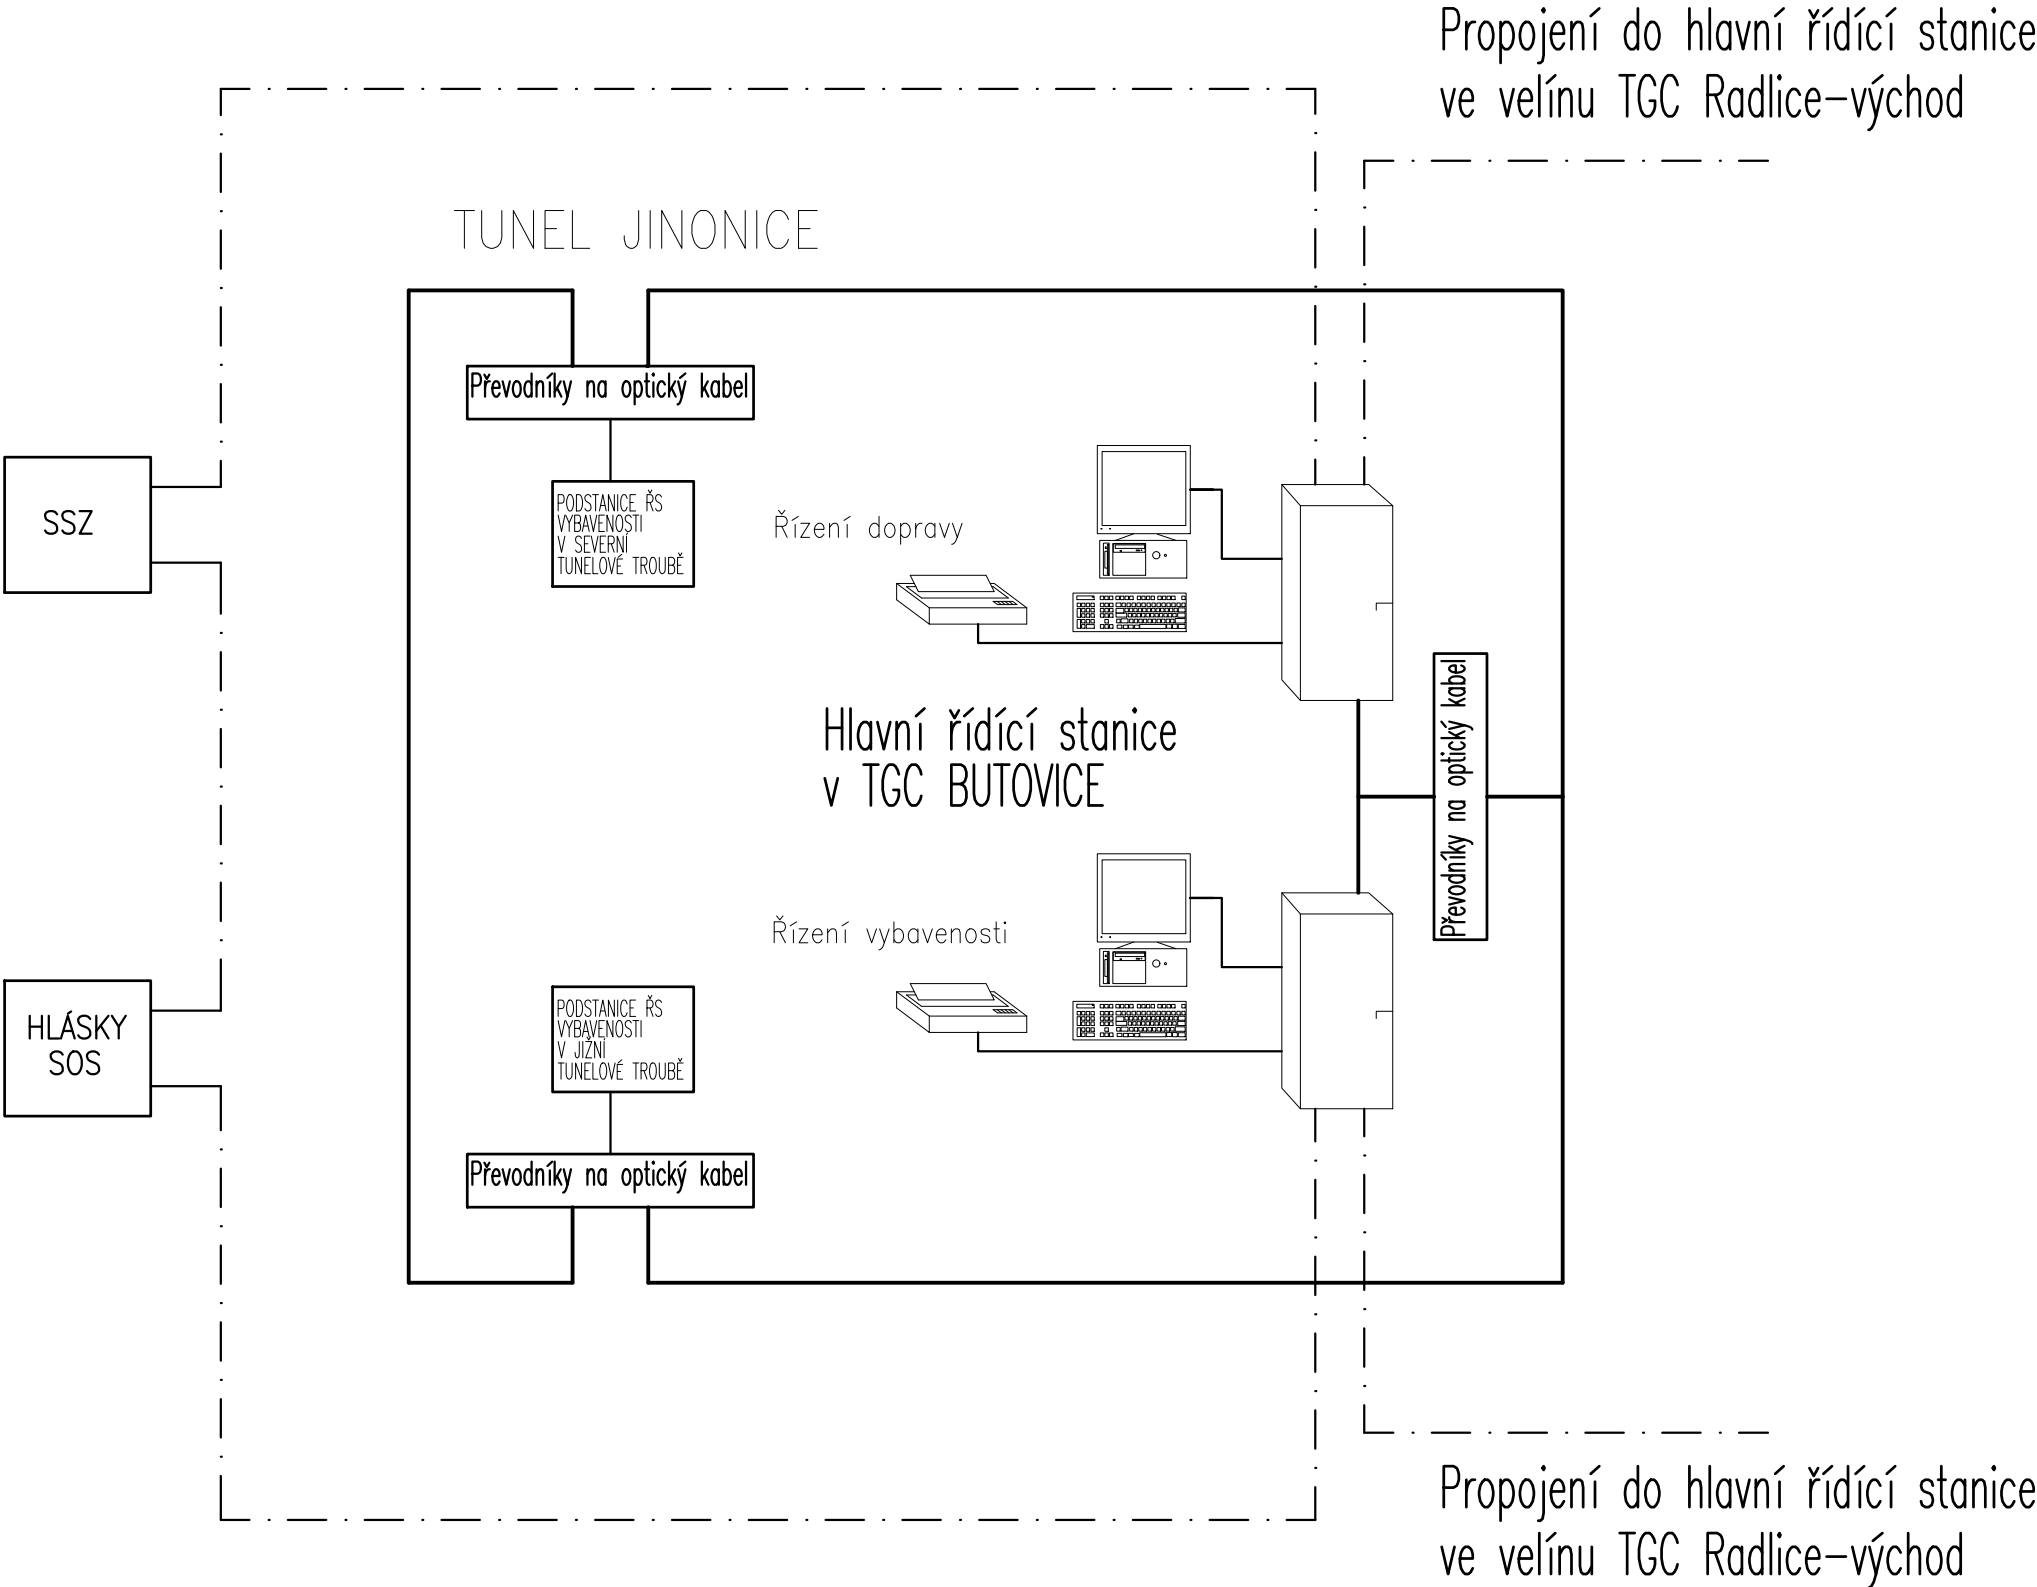 Propojení do hlavní řídící stanice
ve velínu TGC Radlice–východ
TUNEL JINONICE
Převodníky na optický kabel
SSZ
PODSTANICE ŘS
VYBAVENOSTI
V SEVERNÍ
TUNELOVÉ TROUBĚ
Řízení dopravy
Hlavní řídící stanice
v TGC BUTOVICE
Převodníky na optický kabel
Řízení vybavenosti
HLÁSKY
SOS
PODSTANICE ŘS
VYBAVENOSTI
V JIŽNÍ
TUNELOVÉ TROUBĚ
Převodníky na optický kabel
Propojení do hlavní řídící stanice
ve velínu TGC Radlice–východ